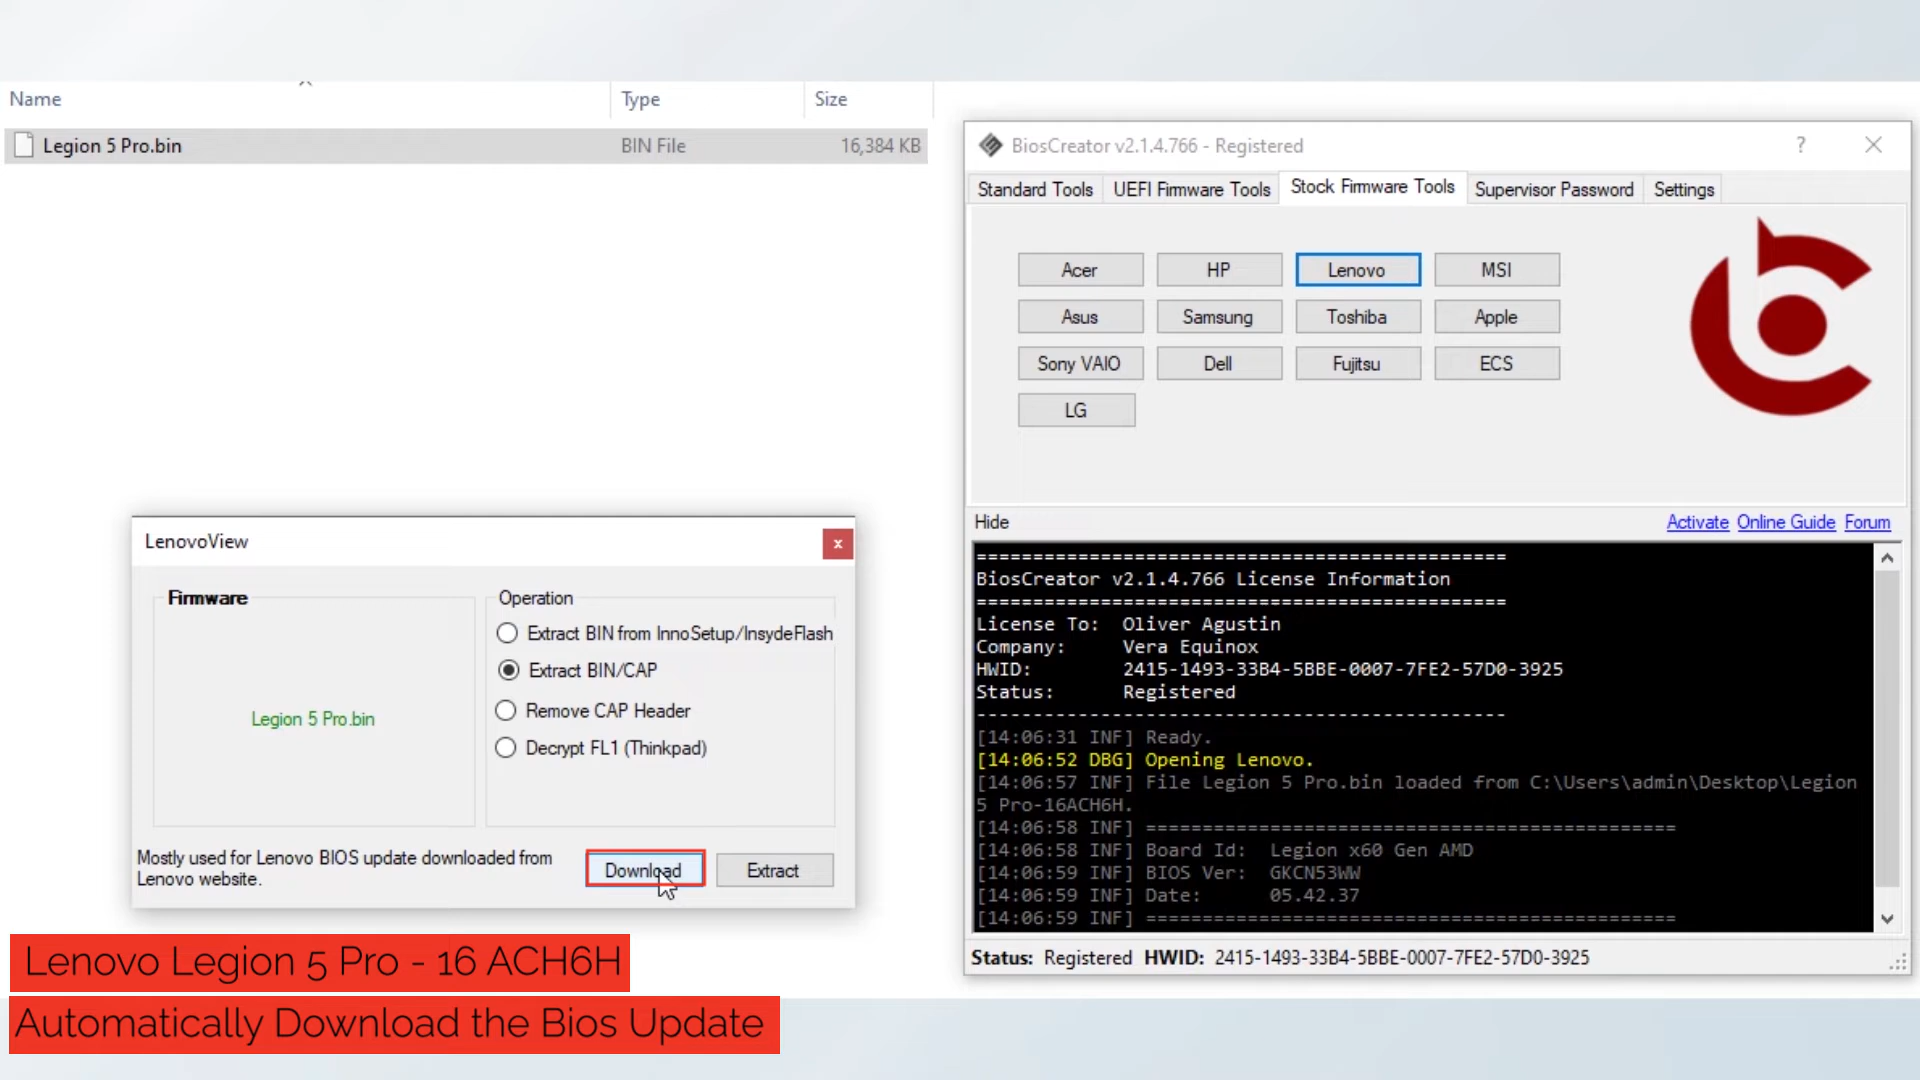 Name
Type
Size
Legion 5 Pro.bin
BIN File
16,384 KB
BiosCreator v2.1.4.766 - Registered
?
Standard Tools
UEFI Firmware Tools
Stock Firmware Tools
Supervisor Password
Settings
Acer
HP
Lenovo
MSI
Asus
Samsung
Toshiba
Apple
Sony VAIO
Dell
Fujitsu
ECS
LG
Hide
Activate
Online Guide
Forum
===============================================
BiosCreator v2.1.4.766 License Information
===============================================
License To: Oliver Agustin
Company: Vera Equinox
HWID: 2415-1493-33B4-5BBE-0007-7FE2-57D0-3925
Status: Registered
-----------------------------------------------
[14:06:31 INF] Ready.
[14:06:52 DBG] Opening Lenovo.
[14:06:57 INF] File Legion 5 Pro.bin loaded from C:\Users\admin\Desktop\Legion
5 Pro-16ACH6H.
[14:06:58 INF] ===============================================
[14:06:58 INF] Board Id: Legion x60 Gen AMD
[14:06:59 INF] BIOS Ver: GKCN53WW
[14:06:59 INF] Date: 05.42.37
[14:06:59 INF] ===============================================
Status: Registered HWID: 2415-1493-33B4-5BBE-0007-7FE2-57D0-3925
LenovoView
x
Firmware
Legion 5 Pro.bin
Operation
Extract BIN from InnoSetup/InsydeFlash
Extract BIN/CAP
Remove CAP Header
Decrypt FL1 (Thinkpad)
Mostly used for Lenovo BIOS update downloaded from
Lenovo website.
Download
Extract
Lenovo Legion 5 Pro - 16 ACH6H
Automatically Download the Bios Update